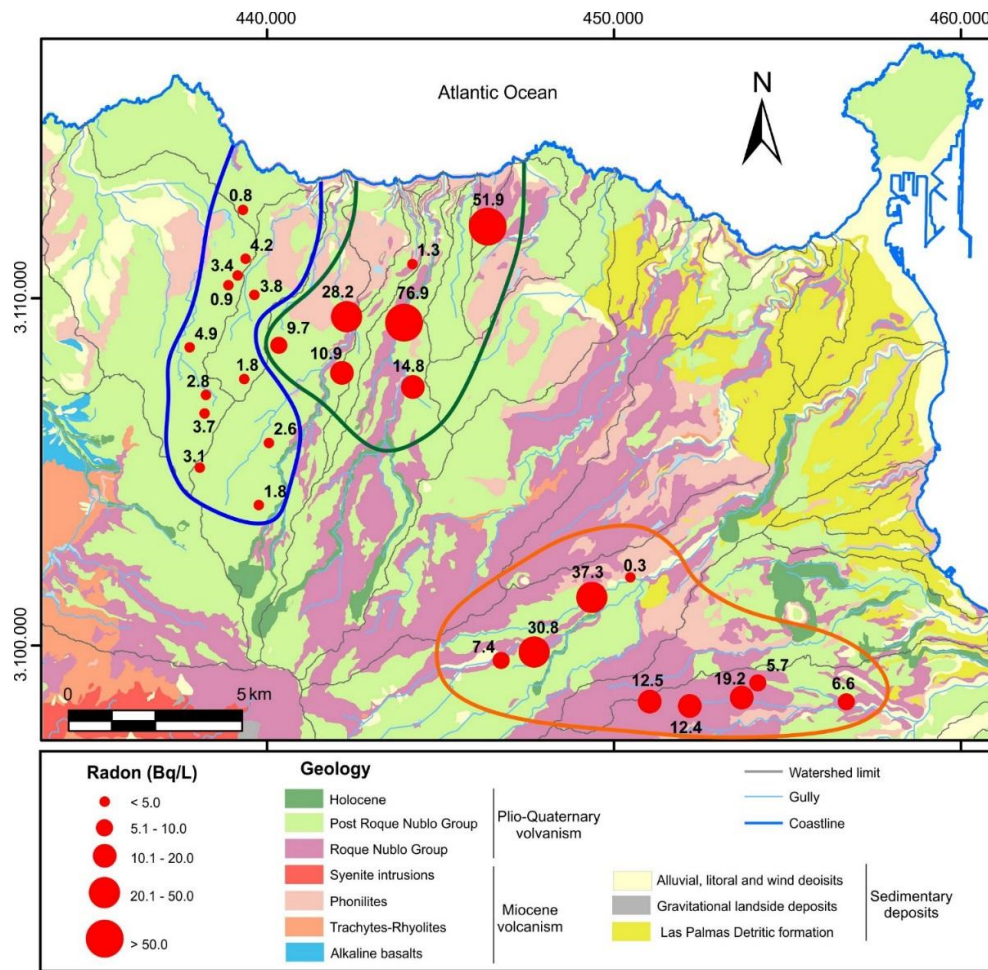 440.000
450.000
460.000
Atlantic Ocean
N
3.110.000
3.100.000
0.8
4.2
3.4
0.9
3.8
4.9
1.8
2.8
3.7
2.6
3.1
1.8
51.9
1.3
28.2
76.9
9.7
10.9
14.8
37.3
0.3
30.8
7.4
12.5
12.4
19.2
5.7
6.6
0
5 km
Radon (Bq/L)
< 5.0
5.1 - 10.0
10.1 - 20.0
20.1 - 50.0
> 50.0
Geology
Holocene
Post Roque Nublo Group
Roque Nublo Group
Syenite intrusions
Phonilites
Trachytes-Rhyolites
Alkaline basalts
Plio-Quaternary
volvanism
Miocene
volcanism
Watershed limit
Gully
Coastline
Alluvial, litoral and wind deoisits
Gravitational landside deposits
Las Palmas Detritic formation
Sedimentary
deposits